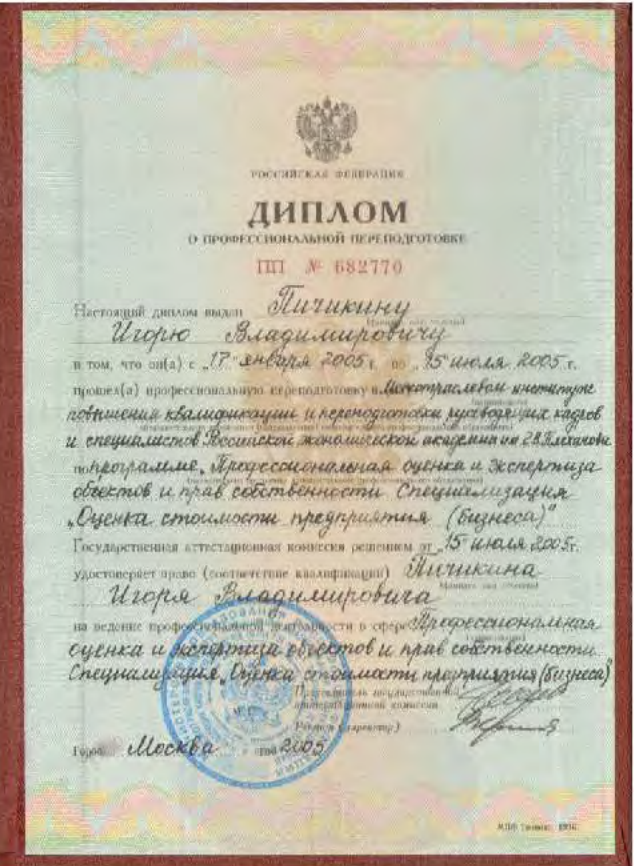 РОССИЙСКАЯ ФЕДЕРАЦИЯ
ДИПЛОМ
О ПРОФЕССИОНАЛЬНОЙ ПЕРЕПОДГОТОВКЕ
ПП № 682770
Настоящий диплом выдан Пичикину
Игорю Владимировичу
в том, что он(а) с „17" января 2005 г. по „15 июля 2005 г.
прошел(а) профессиональную переподготовку в Межотраслевом институте
повышения квалификации и переподготовки руководящих кадров
и специалистов Российской экономической академии им Г.В. Плеханова
по программе „Профессиональная оценка и экспертиза
объектов и прав собственности Специализация
„Оценка стоимости предприятия (бизнеса)"
Государственная аттестационная комиссия решением от „15" июля 2005 г.
удостоверяет право (соответствие квалификации) Пичикина
Игоря Владимировича
на ведение профессиональной деятельности в сфере Профессиональная
оценка и экспертиза объектов и прав собственности
Специализация „Оценка стоимости предприятия (бизнеса)"
Председатель государственной
аттестационной комиссии
Ректор (директор)
Город Москва год 2005